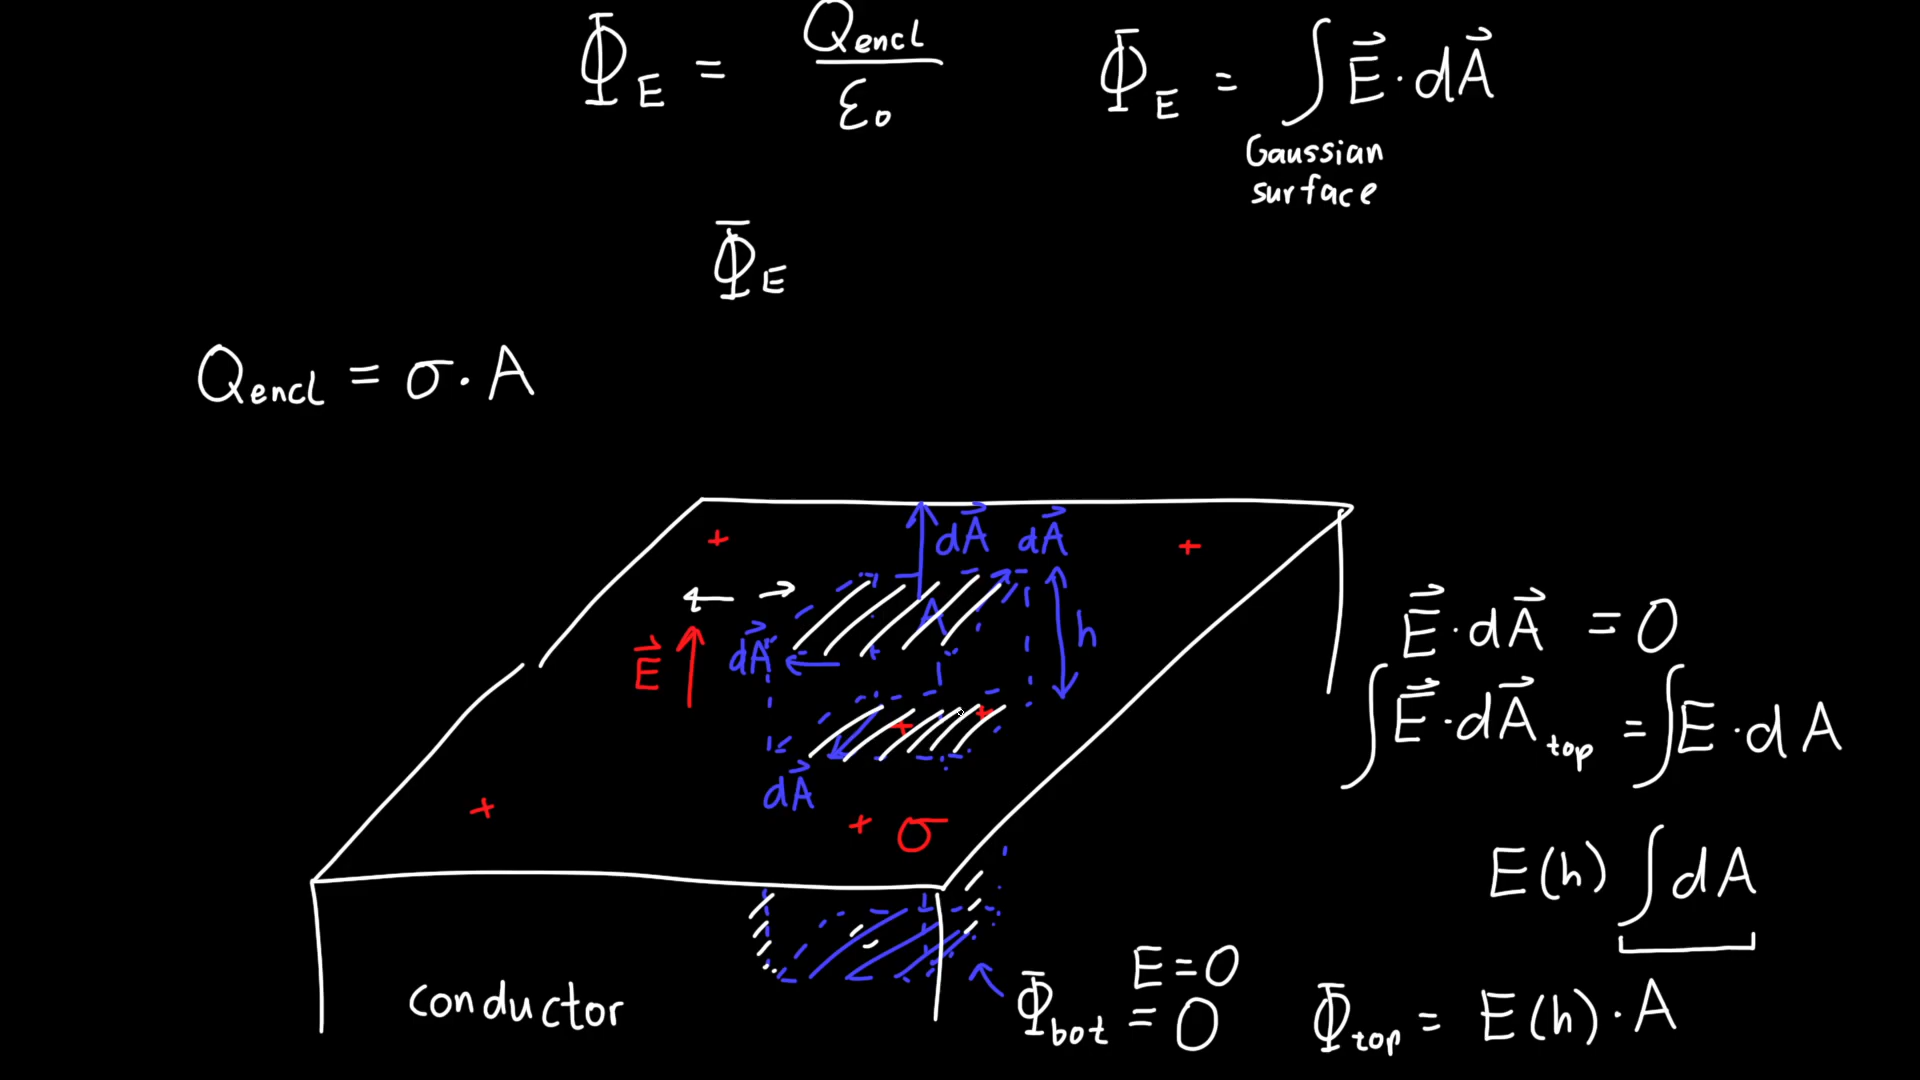 Φ_E = Q_encl / ε₀
Φ_E = ∫ E⃗ · dA⃗
Gaussian
surface
Φ_E
Q_encl = σ · A
dA⃗ dA⃗
+ +
A
h
E⃗ dA⃗
+ +
dA⃗
+ + σ
conductor
E⃗ · dA⃗ = 0
∫ E⃗ · dA⃗_top = ∫ E · dA
E(h) ∫ dA
E = 0
Φ_bot = 0
Φ_top = E(h) · A